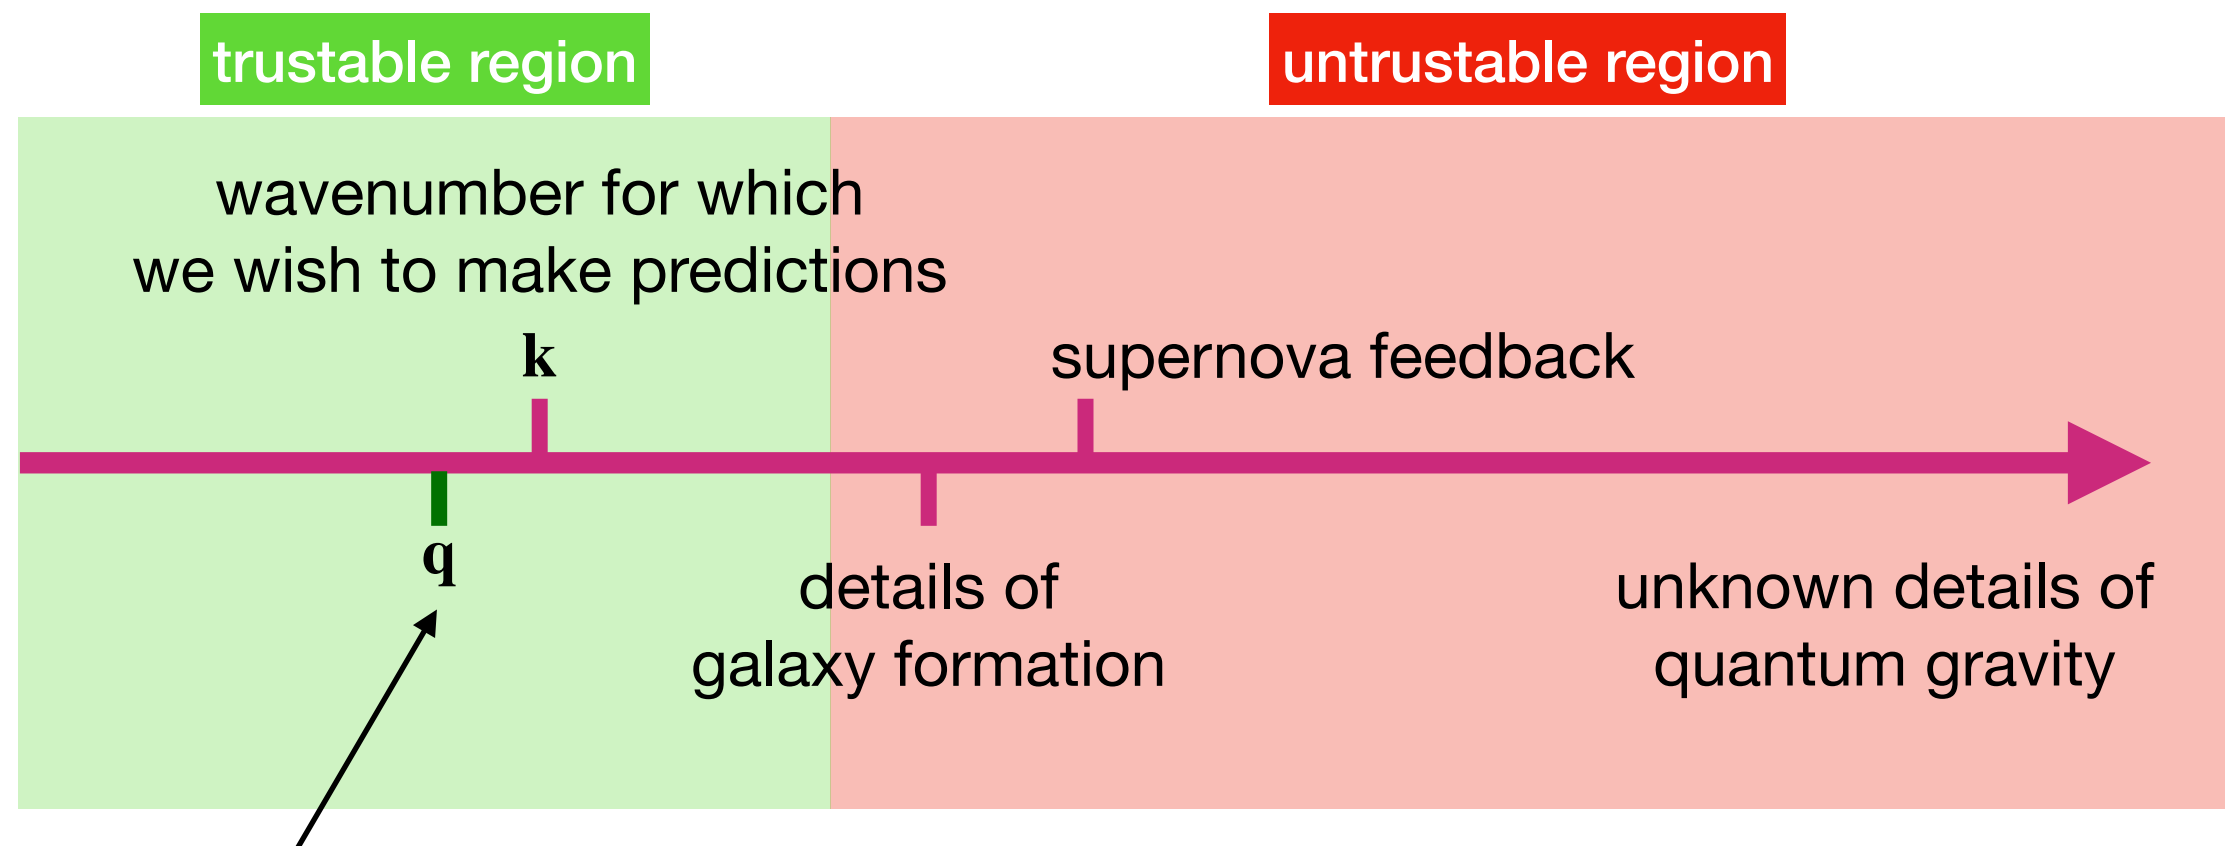 trustable region
untrustable region
wavenumber for which
we wish to make predictions
k
supernova feedback
q
details of
galaxy formation
unknown details of
quantum gravity